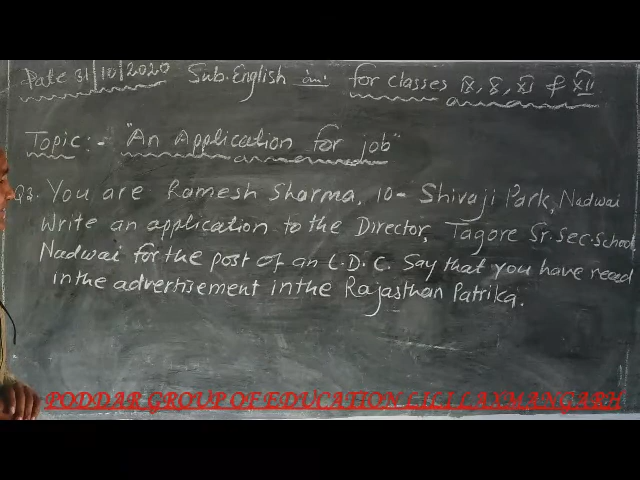 Date 31/10/2020 Sub. English for classes IX, X, XI & XII
Topic:- "An Application for job"
Q3. You are Ramesh Sharma, 10- Shivaji Park, Nadwai
Write an application to the Director, Tagore Sr. Sec. School
Nadwai for the post of an L.D.C. Say that you have read
in the advertisement in the Rajasthan Patrika.
PODDAR GROUP OF EDUCATION LILI LAXMANGARH